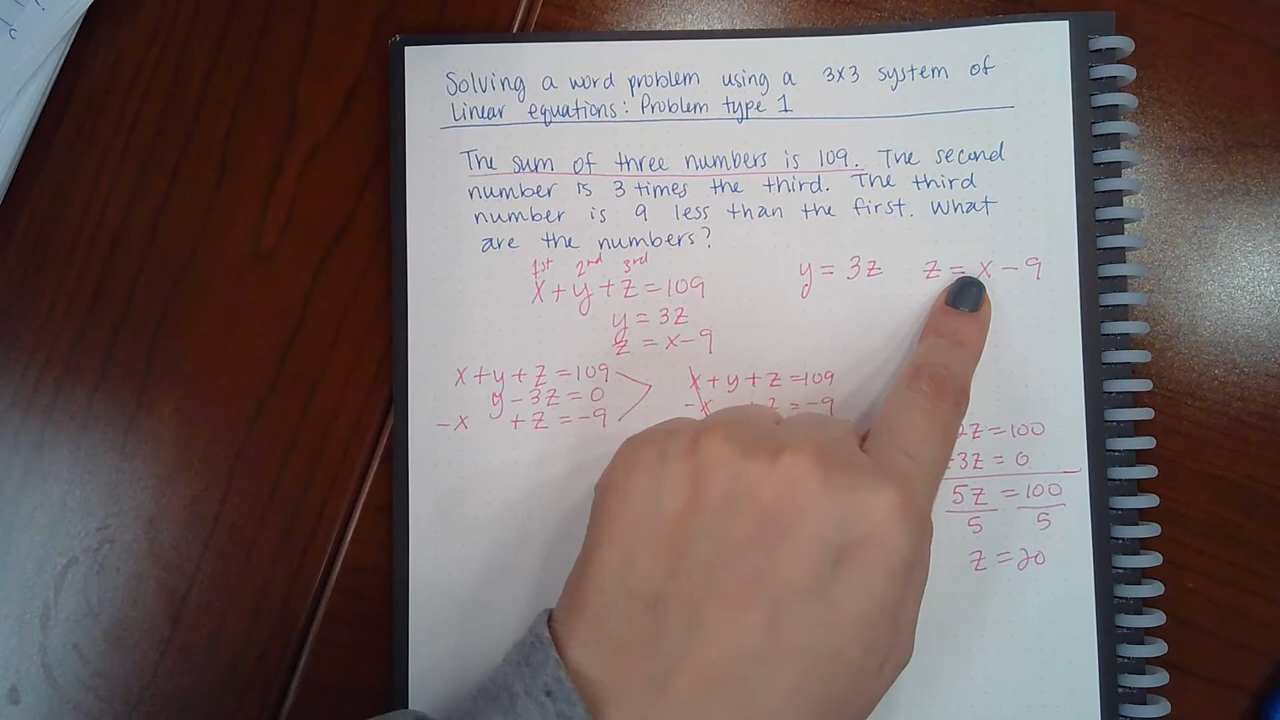 Solving a word problem using a 3x3 system of
linear equations: Problem type 1
The sum of three numbers is 109. The second
number is 3 times the third. The third
number is 9 less than the first. What
are the numbers?
1st 2nd 3rd
x + y + z = 109
y = 3z
z = x - 9
y = 3z z = x - 9
x + y + z = 109
y - 3z = 0
-x + z = -9
x + y + z = 109
-x + z = -9
2z = 100
3z = 0
5z = 100
5 5
z = 20